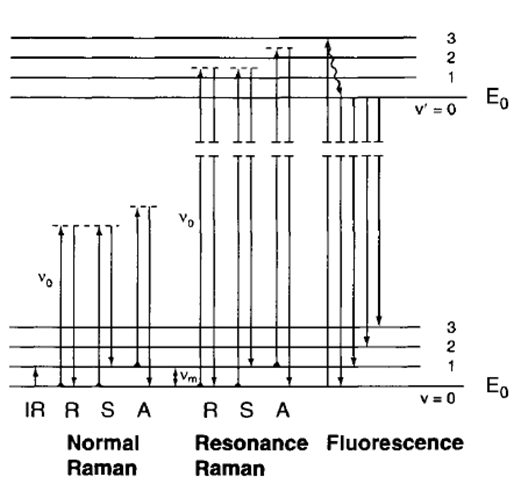 3
2
1
v' = 0
E₀
ν₀
ν₀
3
2
1
νₘ
v = 0
E₀
IR R S A R S A
Normal Raman
Resonance Raman
Fluorescence